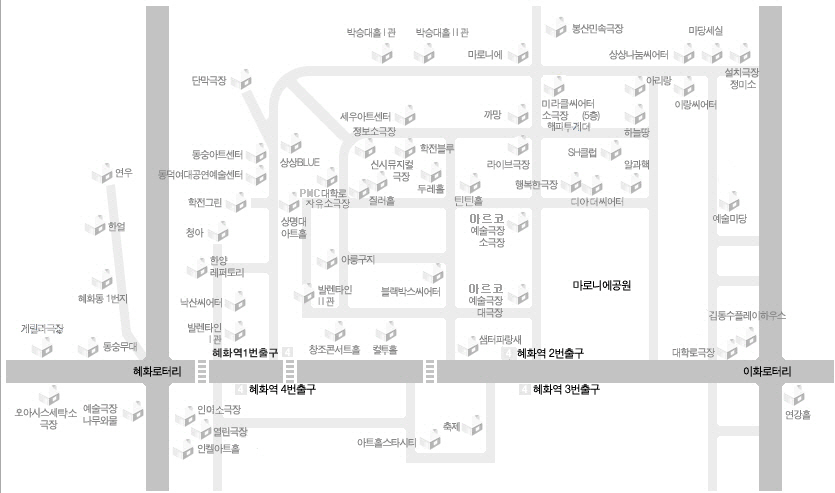 박승대홀 I 관
박승대홀 II 관
봉산민속극장
마당세실
마로니에
상상나눔씨어터
설치극장
정미소
단막극장
아리랑
이랑씨어터
세우아트센터
까망
미라클씨어터
소극장 (5층)
해피투게더
하늘땅
정보소극장
동숭아트센터
상상BLUE
학전블루
라이브극장
SH클럽
알과핵
연우
동덕여대공연예술센터
신시뮤지컬
극장
두레홀
틴틴홀
행복한극장
디아더씨어터
PMC대학로
자유소극장
질러홀
학전그린
상명대
아트홀
아르코
예술극장
소극장
예술마당
한얼
청아
한양
레퍼토리
아룽구지
블랙박스씨어터
마로니에공원
혜화동 1번지
낙산씨어터
발렌타인
II 관
아르코
예술극장
대극장
게릴라극장
동숭무대
발렌타인
I 관
창조콘서트홀
컬투홀
샘터파랑새
김동수플레이하우스
대학로극장
혜화역1번출구
4
4
혜화역 2번출구
혜화로터리
이화로터리
4
혜화역 4번출구
4
혜화역 3번출구
오아시스세탁소
극장
예술극장
나무와물
인아소극장
열린극장
인켈아트홀
아트홀스타시티
축제
연강홀